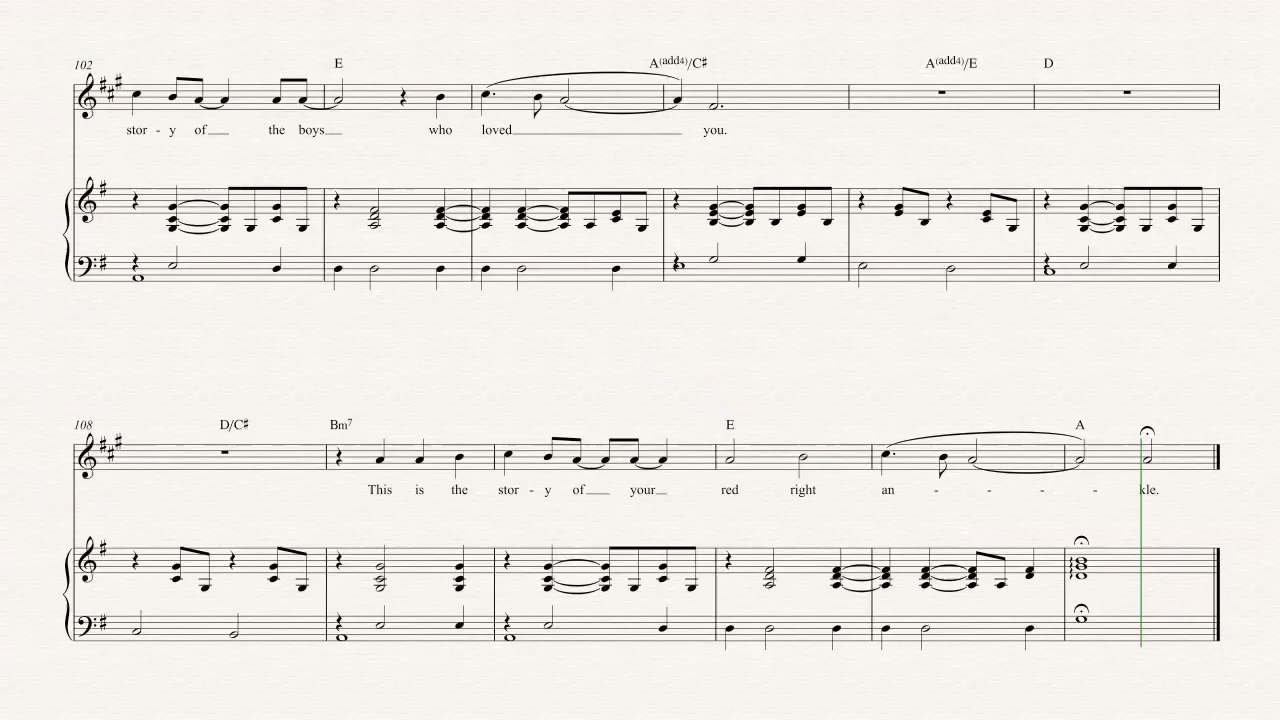 102 E A(add4)/C♯ A(add4)/E D
stor - y of the boys who loved you.
108 D/C♯ Bm7 E A
This is the stor - y of your red right an - - - - kle.